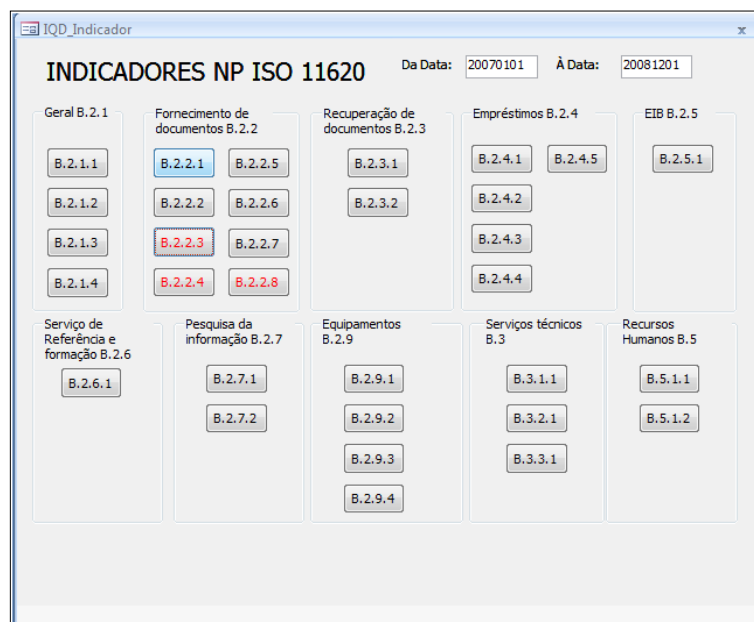 IQD_Indicador
x
INDICADORES NP ISO 11620
Da Data: 20070101 À Data: 20081201
Geral B.2.1
B.2.1.1
B.2.1.2
B.2.1.3
B.2.1.4
Fornecimento de
documentos B.2.2
B.2.2.1 B.2.2.5
B.2.2.2 B.2.2.6
B.2.2.3 B.2.2.7
B.2.2.4 B.2.2.8
Recuperação de
documentos B.2.3
B.2.3.1
B.2.3.2
Empréstimos B.2.4
B.2.4.1 B.2.4.5
B.2.4.2
B.2.4.3
B.2.4.4
EIB B.2.5
B.2.5.1
Serviço de
Referência e
formação B.2.6
B.2.6.1
Pesquisa da
informação B.2.7
B.2.7.1
B.2.7.2
Equipamentos
B.2.9
B.2.9.1
B.2.9.2
B.2.9.3
B.2.9.4
Serviços técnicos
B.3
B.3.1.1
B.3.2.1
B.3.3.1
Recursos
Humanos B.5
B.5.1.1
B.5.1.2